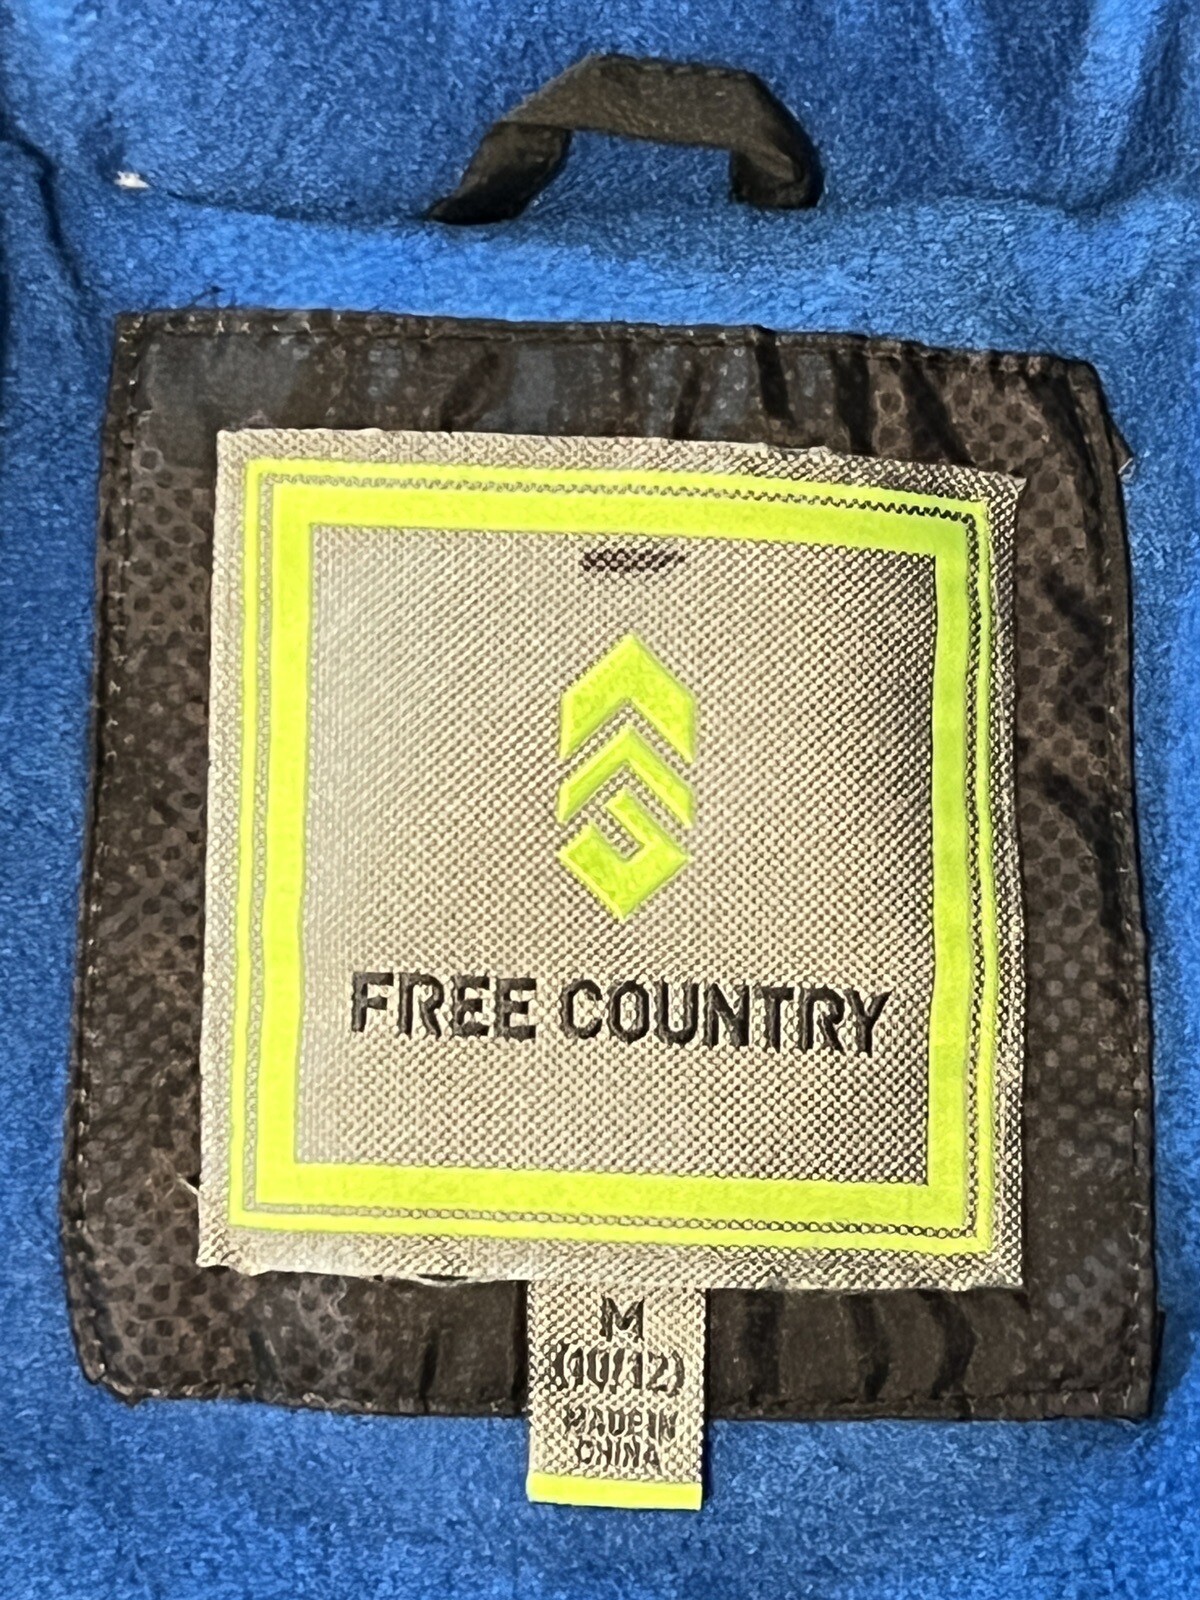 FREE COUNTRY
M
(10/12)
MADE IN
CHINA